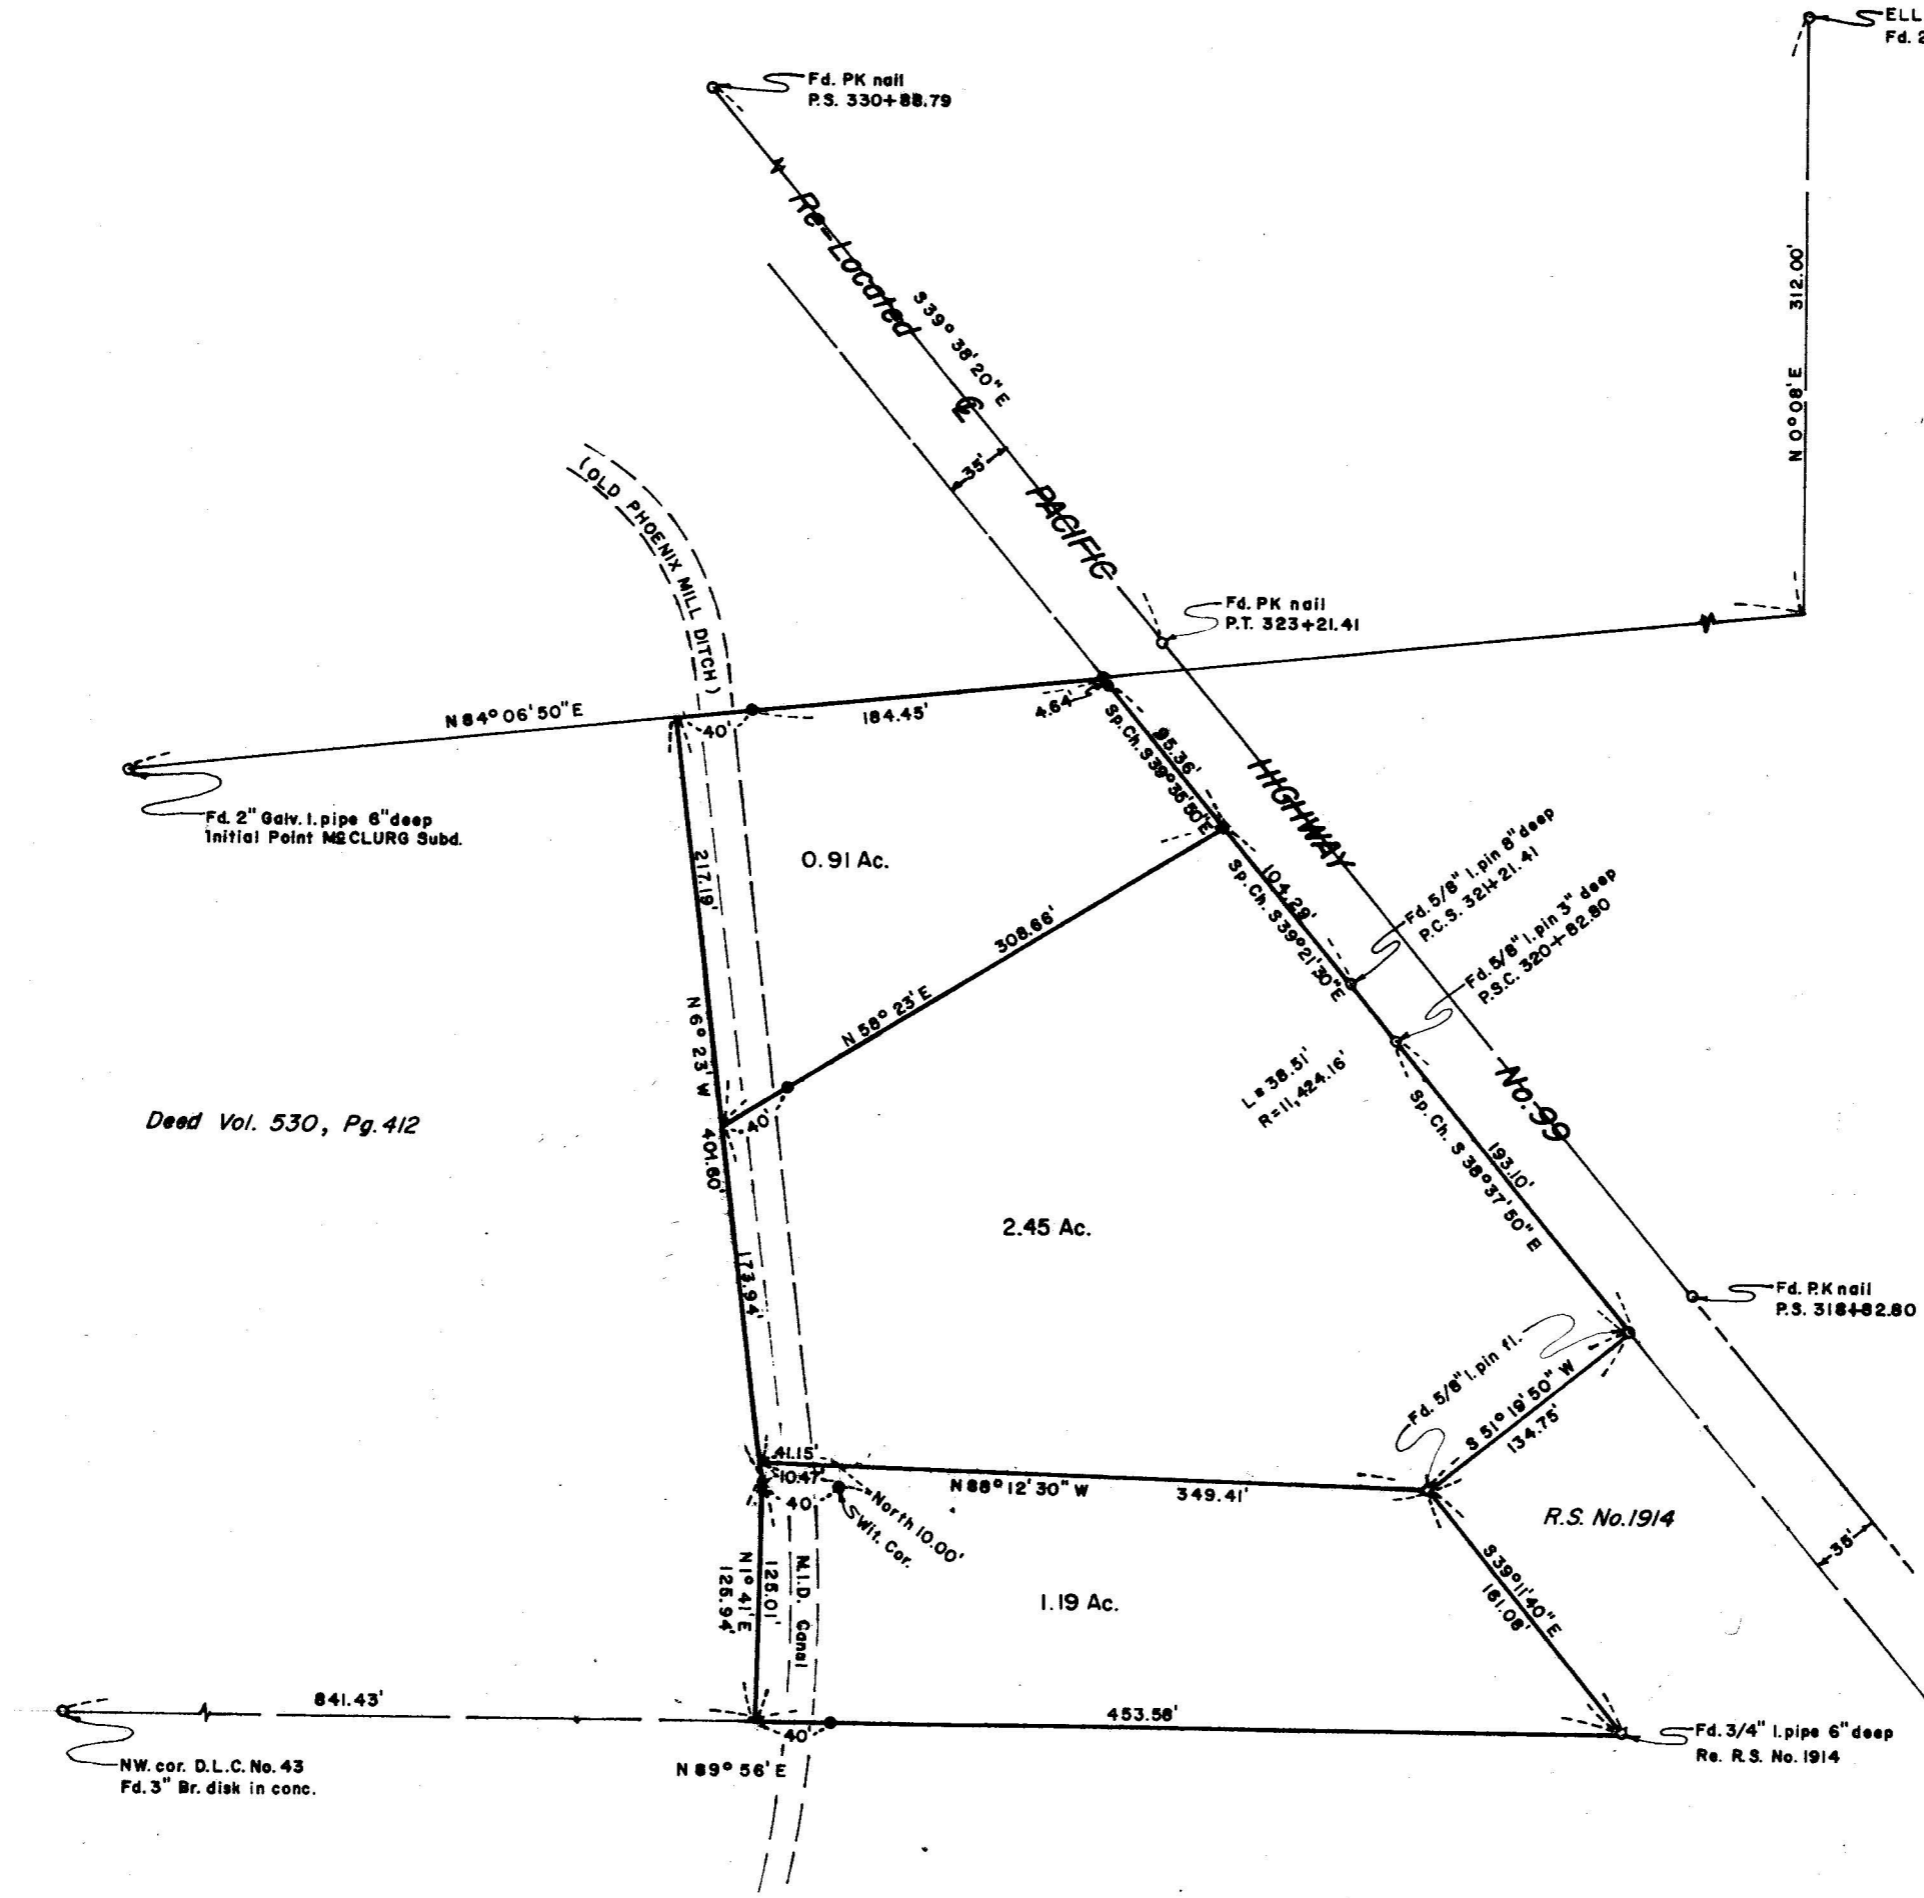 ELL
Fd. 2
Fd. PK nail
P.S. 330+88.79
Re-Located
S 39° 38' 20" E
℄
35'
PACIFIC
HIGHWAY
No. 99
N 0° 08' E 312.00'
(OLD PHOENIX MILL DITCH)
Fd. PK nail
P.T. 323+21.41
N 84° 06' 50" E
40'
184.45'
4.64'
95.36'
Sp. Ch. S 39° 35' 50" E
Fd. 2" Galv. I. pipe 6" deep
Initial Point McCLURG Subd.
217.19'
0.91 Ac.
308.66'
N 58° 23' E
104.29'
Sp. Ch. S 39° 21' 30" E
Fd. 5/8" I. pin 8" deep
P.C.S. 321+21.41
Fd. 5/8" I. pin 3" deep
P.S.C. 320+82.80
L = 38.51'
R = 11,424.16'
N 6° 23' W
401.60'
40'
Deed Vol. 530, Pg. 412
193.10'
Sp. Ch. S 38° 37' 50" E
2.45 Ac.
173.94'
Fd. P.K nail
P.S. 318+82.80
Fd. 5/8" I. pin fl.
S 51° 19' 50" W
134.75'
41.15'
10.47'
40'
N 88° 12' 30" W 349.41'
North 10.00'
Wit. Cor.
R.S. No. 1914
35'
N 1° 41' E
125.94'
125.01'
M.I.D. Canal
1.19 Ac.
S 39° 11' 40" E
161.08'
841.43'
40'
453.56'
N 89° 56' E
NW. cor. D.L.C. No. 43
Fd. 3" Br. disk in conc.
Fd. 3/4" I. pipe 6" deep
Re. R.S. No. 1914